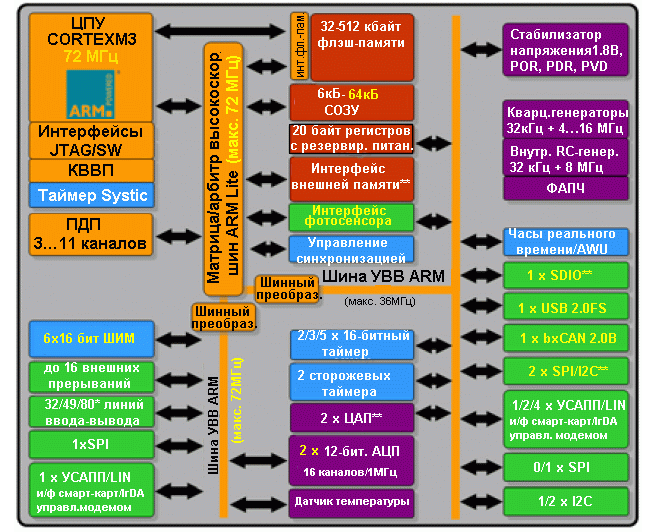 ЦПУ
CORTEXM3
72 МГц
ARM POWERED
Интерфейсы
JTAG/SW
КВВП
Таймер Systic
ПДП
3...11 каналов
Матрица/арбитр высокоскор
шин ARM Lite (макс. 72 МГц)
инт.фл.-пам.
32-512 кбайт
флэш-памяти
6кБ- 64кБ
СОЗУ
20 байт регистров
с резервир. питан.
Интерфейс
внешней памяти**
Интерфейс
фотосенсора
Управление
синхронизацией
Стабилизатор
напряжения1.8В,
POR, PDR, PVD
Кварц.генераторы
32кГц + 4...16 МГц
Внутр. RC-генер.
32 кГц + 8 МГц
ФАПЧ
Часы реального
времени/AWU
1 x SDIO**
1 x USB 2.0FS
1 x bxCAN 2.0B
2 x SPI/I2C**
1/2/4 x УСАПП/LIN
и/ф смарт-карт/IrDA
управл. модемом
0/1 x SPI
1/2 x I2C
Шина УВВ ARM
(макс. 36МГц)
Шинный
преобраз.
Шинный
преобраз.
Шина УВВ ARM
(макс. 72МГц)
6x16 бит ШИМ
до 16 внешних
прерываний
32/49/80* линий
ввода-вывода
1xSPI
1 x УСАПП/LIN
и/ф смарт-карт/IrDA
управл.модемом
2/3/5 x 16-битный
таймер
2 сторожевых
таймера
2 x ЦАП**
2 x 12-бит. АЦП
16 каналов/1МГц
Датчик температуры